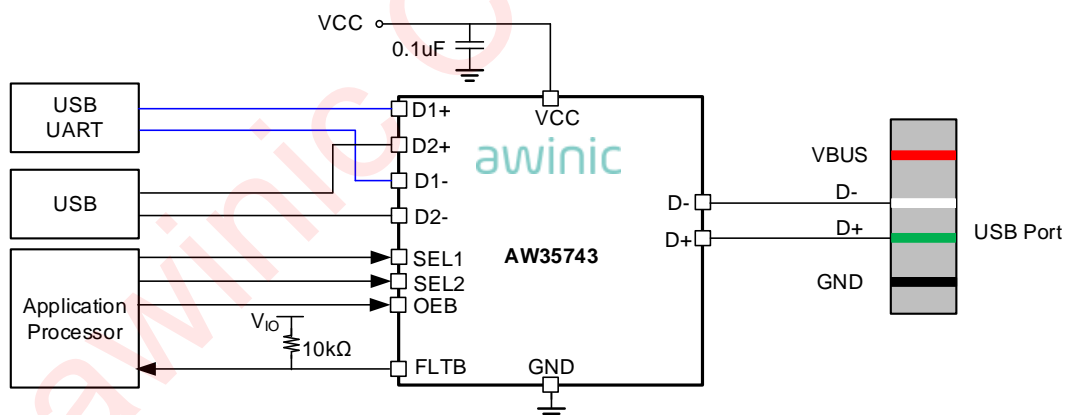 VCC
0.1uF
USB
UART
D1+
VCC
D2+
awinic
D1-
USB
D2-
VBUS
D-
D-
D+
D+
USB Port
SEL1
AW35743
SEL2
GND
OEB
Application
Processor
VIO
10kΩ
FLTB
GND
awinic C